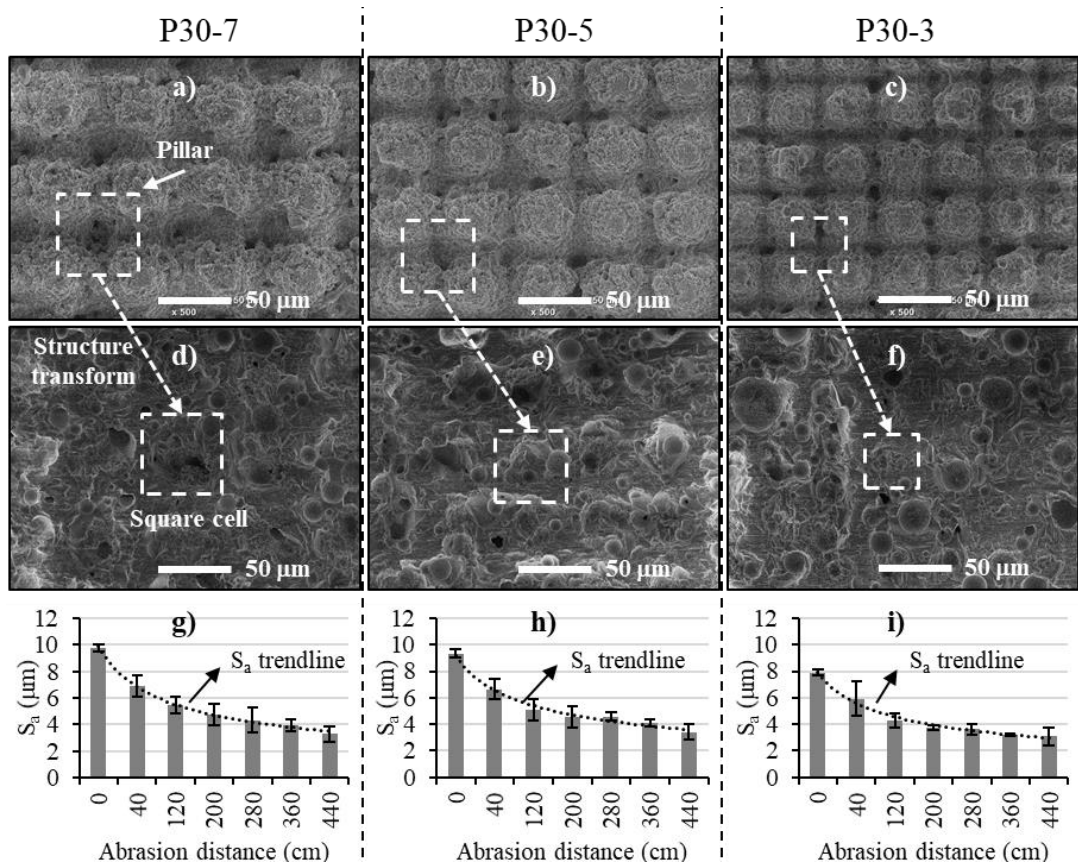 P30-7
P30-5
P30-3
a)
b)
c)
Pillar
50 μm
50 μm
50 μm
x 500
d)
e)
f)
Structure
transform
Square cell
50 μm
50 μm
50 μm
g)
12
10
8
6
4
2
0
Sa (μm)
Sa trendline
0
40
120
200
280
360
440
Abrasion distance (cm)
h)
12
10
8
6
4
2
0
Sa (μm)
Sa trendline
0
40
120
200
280
360
440
Abrasion distance (cm)
i)
12
10
8
6
4
2
0
Sa (μm)
Sa trendline
0
40
120
200
280
360
440
Abrasion distance (cm)